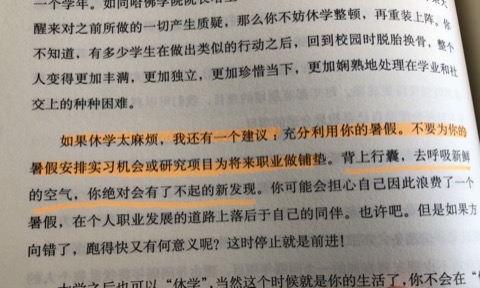 一个学年。如同哈佛学院院长
醒来对之前所做的一切产生质疑，那么你不妨休学整顿，再重装上阵。你
不知道，有多少学生在做出类似的行动之后，回到校园时脱胎换骨，整个
人变得更加丰满，更加独立，更加珍惜当下，更加娴熟地处理在学业和社
交上的种种困难。
如果休学太麻烦，我还有一个建议：充分利用你的暑假。不要为你的
暑假安排实习机会或研究项目为将来职业做铺垫。背上行囊，去呼吸新鲜
的空气，你绝对会有了不起的新发现。你可能会担心自己因此浪费了一个
暑假，在个人职业发展的道路上落后于自己的同伴。也许吧。但是如果方
向错了，跑得快又有何意义呢？这时停止就是前进！
大学之后也可以“休学”，当然这个时候就是你的生活了，你不会在“